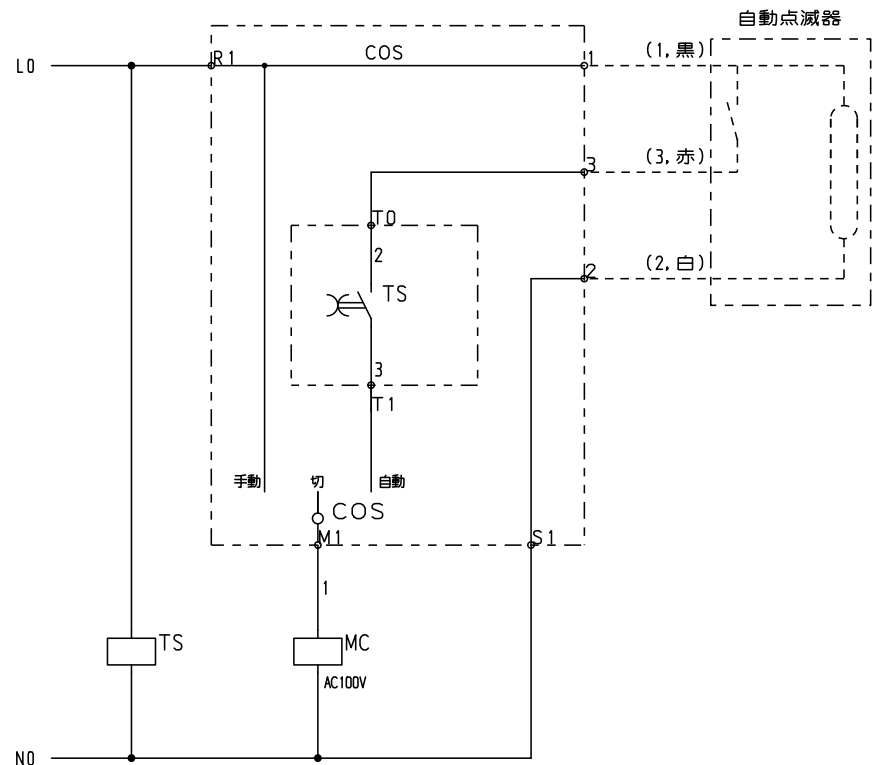 自動点滅器
L0
R1
COS
1
(1,黒)
3
(3,赤)
T0
2
2
(2,白)
TS
3
T1
手動
切
自動
COS
M1
S1
1
TS
MC
AC100V
N0